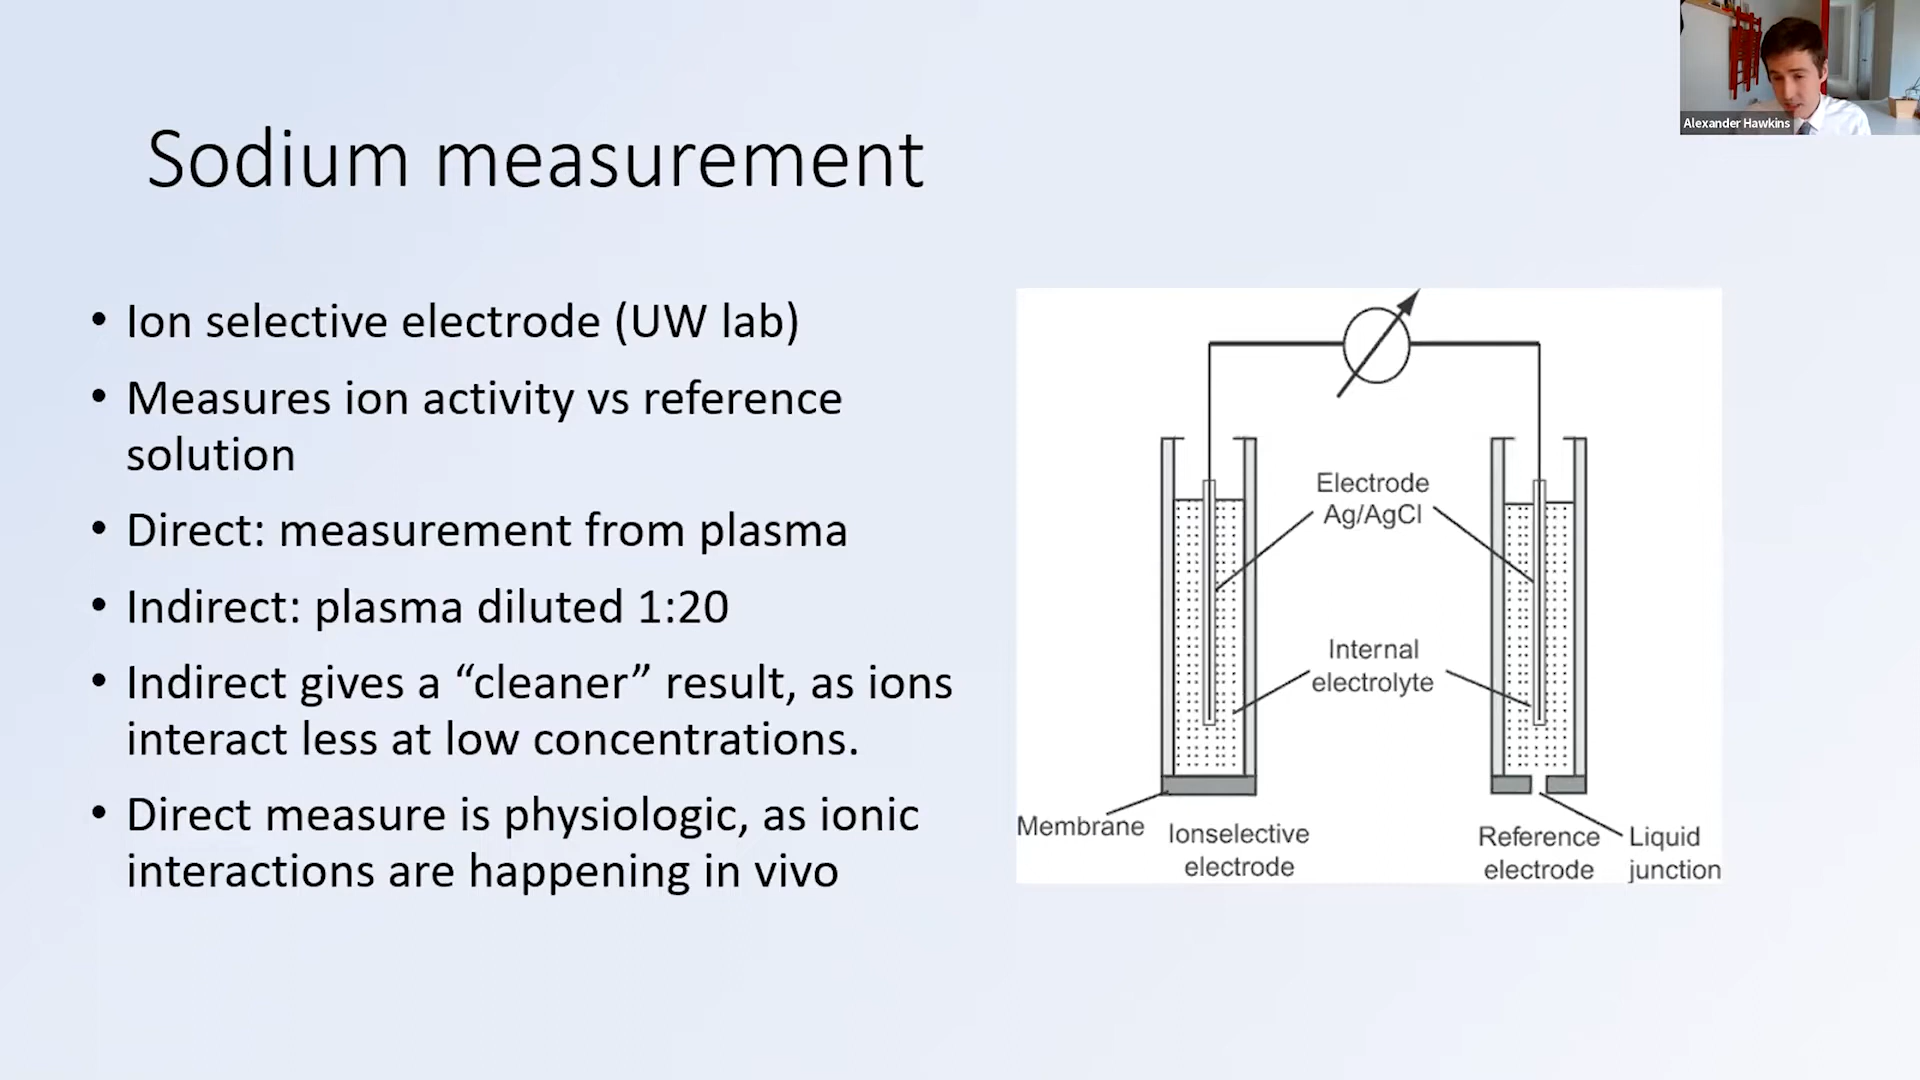 Alexander Hawkins
Sodium measurement
• Ion selective electrode (UW lab)
• Measures ion activity vs reference
solution
• Direct: measurement from plasma
• Indirect: plasma diluted 1:20
• Indirect gives a “cleaner” result, as ions
interact less at low concentrations.
• Direct measure is physiologic, as ionic
interactions are happening in vivo
Electrode
Ag/AgCl
Internal
electrolyte
Membrane
Ionselective
electrode
Reference
electrode
Liquid
junction